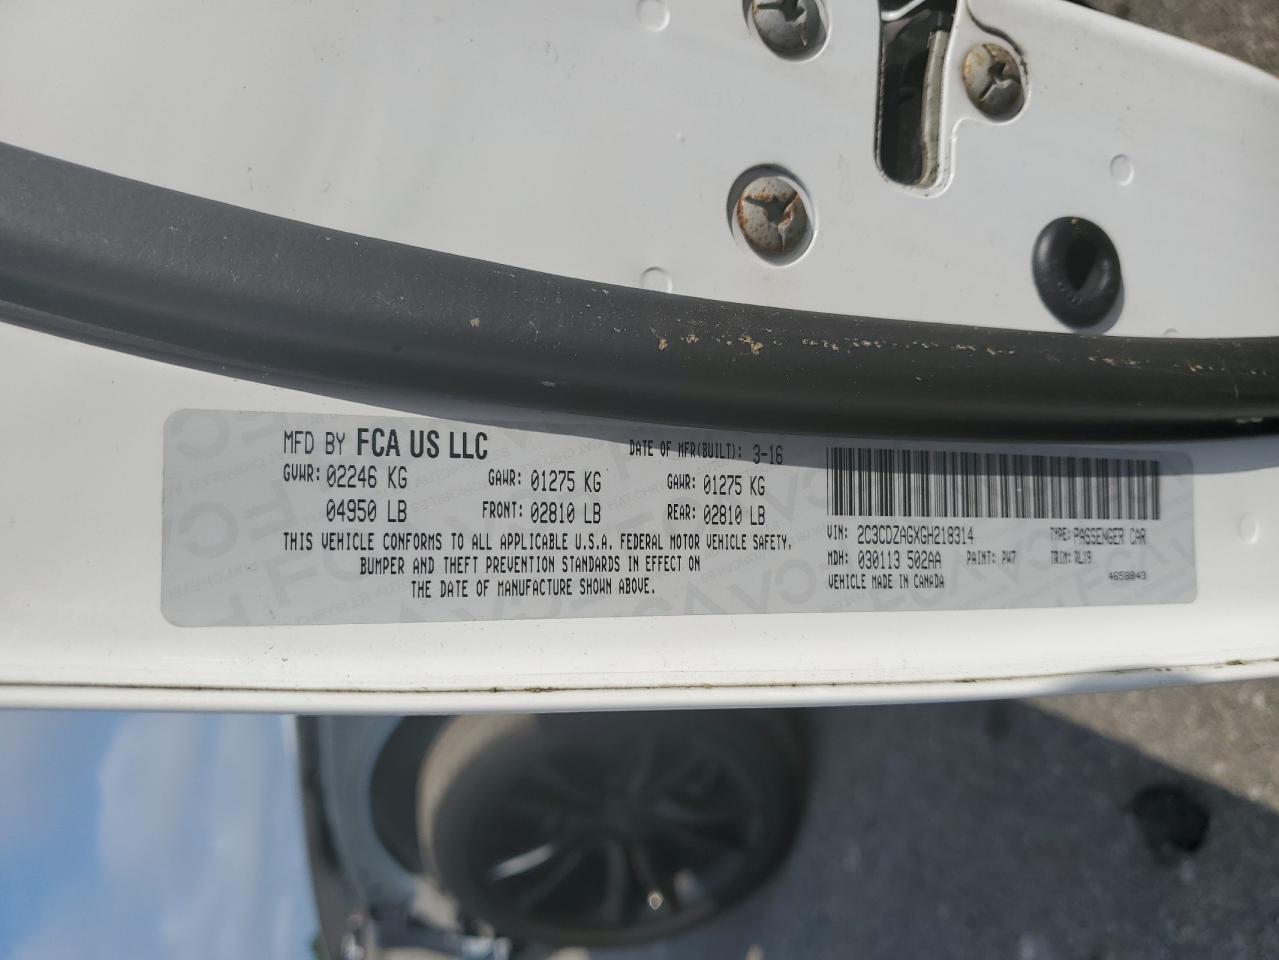 MFD BY FCA US LLC DATE OF MFR(BUILT): 3-16
GVWR: 02246 KG GAWR: 01275 KG GAWR: 01275 KG
04950 LB FRONT: 02810 LB REAR: 02810 LB
THIS VEHICLE CONFORMS TO ALL APPLICABLE U.S.A. FEDERAL MOTOR VEHICLE SAFETY,
BUMPER AND THEFT PREVENTION STANDARDS IN EFFECT ON
THE DATE OF MANUFACTURE SHOWN ABOVE.
VIN: 2C3CDZAGXGH218314 TYPE: PASSENGER CAR
MDH: 030113 502AA PAINT: PW7 TRIM: RLX9
VEHICLE MADE IN CANADA 4658843